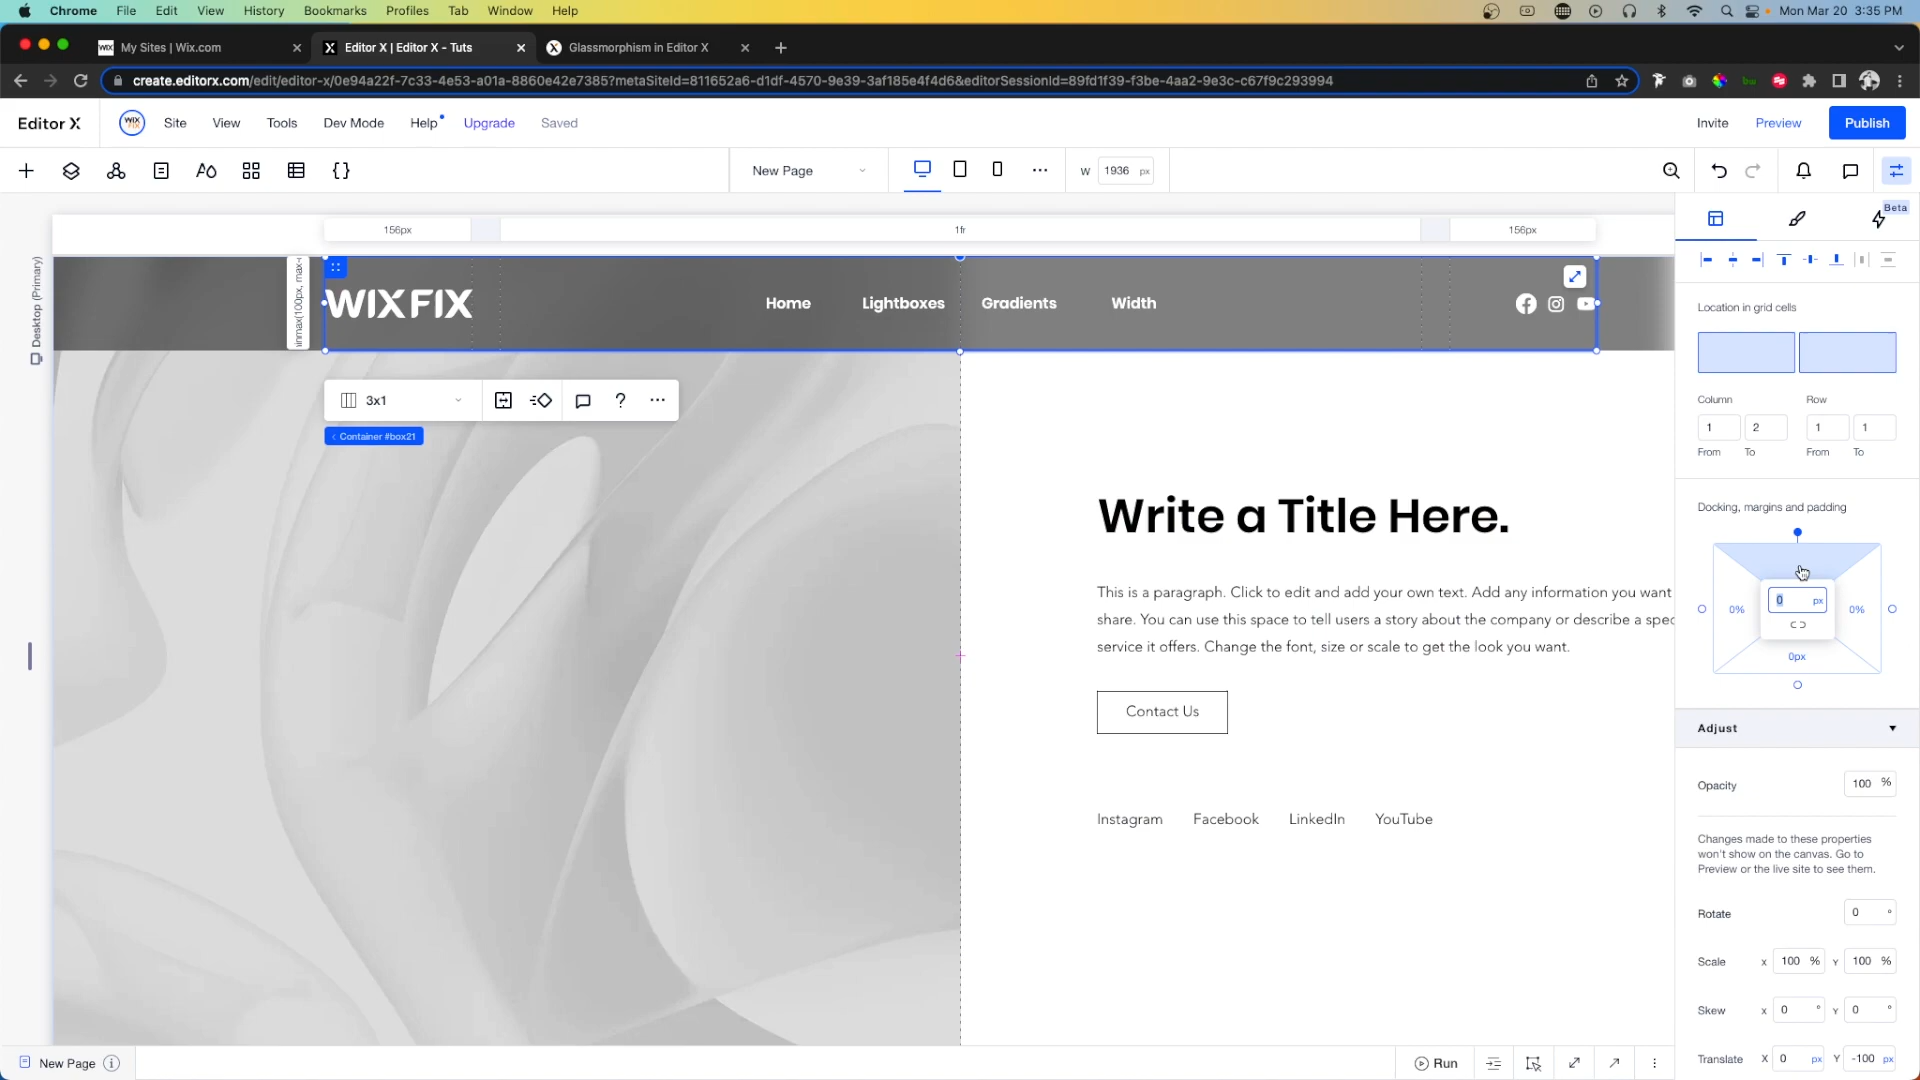 Chrome File Edit View History Bookmarks Profiles Tab Window Help Mon Mar 20 3:35 PM
WIX My Sites | Wix.com Editor X | Editor X - Tuts Glassmorphism in Editor X
create.editorx.com/edit/editor-x/0e94a22f-7c33-4e53-a01a-8860e42e7385?metaSiteId=811652a6-d1df-4570-9e39-3af185e4f4d6&editorSessionId=89fd1f39-f3be-4aa2-9e3c-c67f9c293994
Editor X WIX FIX Site View Tools Dev Mode Help Upgrade Saved Invite Preview Publish
New Page W 1936 px
Beta
156px 1fr 156px
Desktop (Primary)
WIX FIX Home Lightboxes Gradients Width
3x1 ?
‹ Container #box21
Write a Title Here.
This is a paragraph. Click to edit and add your own text. Add any information you want
share. You can use this space to tell users a story about the company or describe a spec
service it offers. Change the font, size or scale to get the look you want.
Contact Us
Instagram Facebook LinkedIn YouTube
Location in grid cells
Column Row
1 2 1 1
From To From To
Docking, margins and padding
0 px
0% 0%
0px
Adjust
Opacity 100 %
Changes made to these properties
won't show on the canvas. Go to
Preview or the live site to see them.
Rotate 0 °
Scale X 100 % Y 100 %
Skew X 0 ° Y 0 °
Translate X 0 px Y -100 px
New Page Run